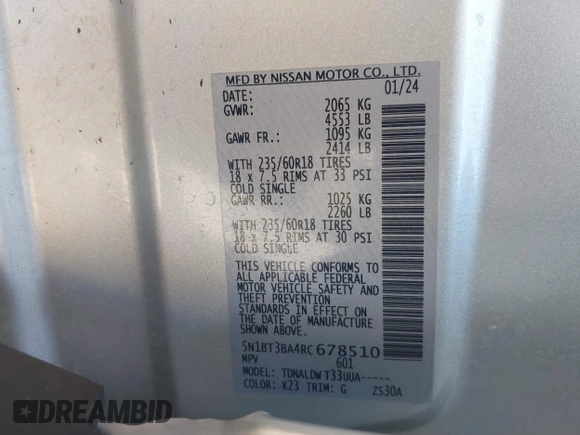 MFD BY NISSAN MOTOR CO., LTD.
DATE: 01/24
GVWR: 2065 KG
4553 LB
GAWR FR.: 1095 KG
2414 LB
WITH 235/60R18 TIRES
18 x 7.5 RIMS AT 33 PSI
COLD SINGLE
GAWR RR.: 1025 KG
2260 LB
WITH 235/60R18 TIRES
18 x 7.5 RIMS AT 30 PSI
COLD SINGLE
THIS VEHICLE CONFORMS TO
ALL APPLICABLE FEDERAL
MOTOR VEHICLE SAFETY AND
THEFT PREVENTION
STANDARDS IN EFFECT ON
THE DATE OF MANUFACTURE
SHOWN ABOVE.
5N1BT3BA4RC678510
MPV 601
MODEL: TDNALDW T33UUA-----
COLOR: K23 TRIM: G ZS30A
DREAMBID
DREAMBID.COM